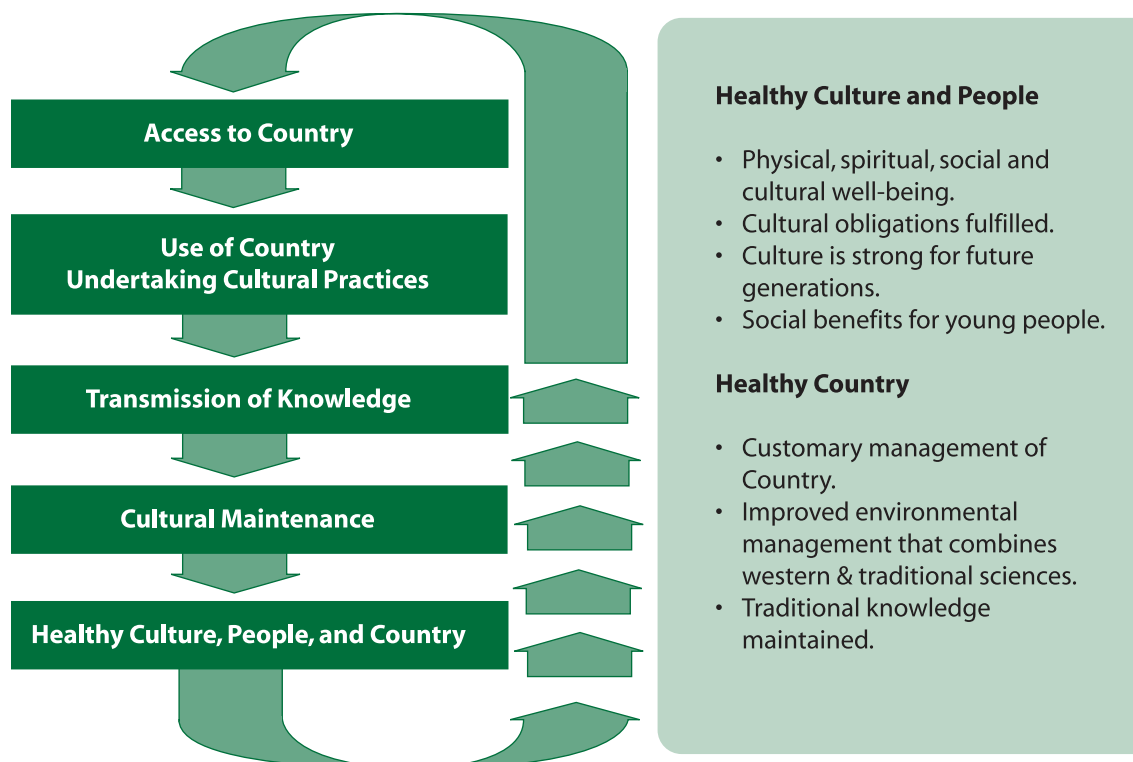 Access to Country
Use of Country
Undertaking Cultural Practices
Transmission of Knowledge
Cultural Maintenance
Healthy Culture, People, and Country
Healthy Culture and People
• Physical, spiritual, social and
cultural well-being.
• Cultural obligations fulfilled.
• Culture is strong for future
generations.
• Social benefits for young people.
Healthy Country
• Customary management of
Country.
• Improved environmental
management that combines
western & traditional sciences.
• Traditional knowledge
maintained.